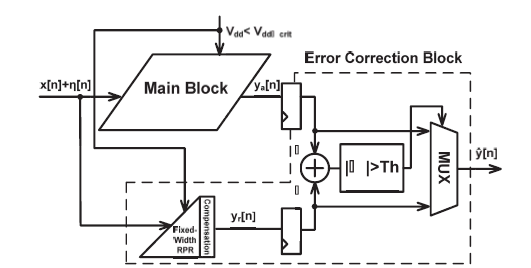 Vdd< Vdd▯ crit
Error Correction Block
x[n]+η[n]
Main Block
ya[n]
|▯ |>Th
MUX
ŷ[n]
Fixed-
Width
RPR
Compensation
yr[n]